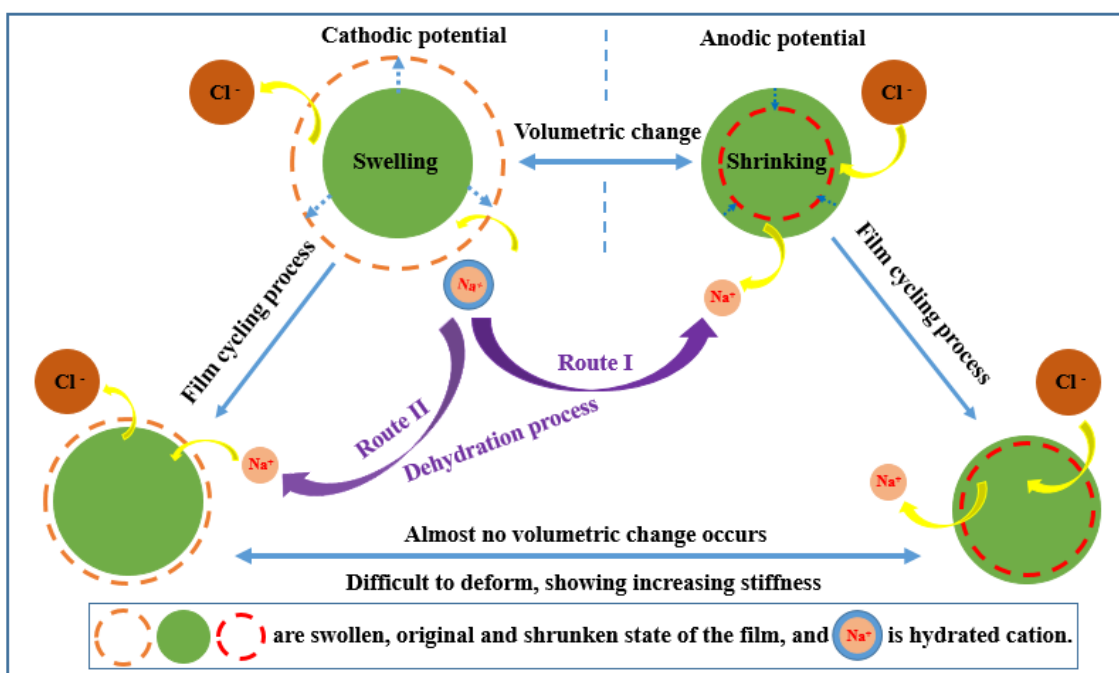 Cathodic potential
Anodic potential
Cl -
Cl -
Volumetric change
Swelling
Shrinking
Film cycling process
Film cycling process
Na+
Na+
Route I
Route II
Dehydration process
Cl -
Cl -
Na+
Na+
Almost no volumetric change occurs
Difficult to deform, showing increasing stiffness
are swollen, original and shrunken state of the film, and Na+ is hydrated cation.